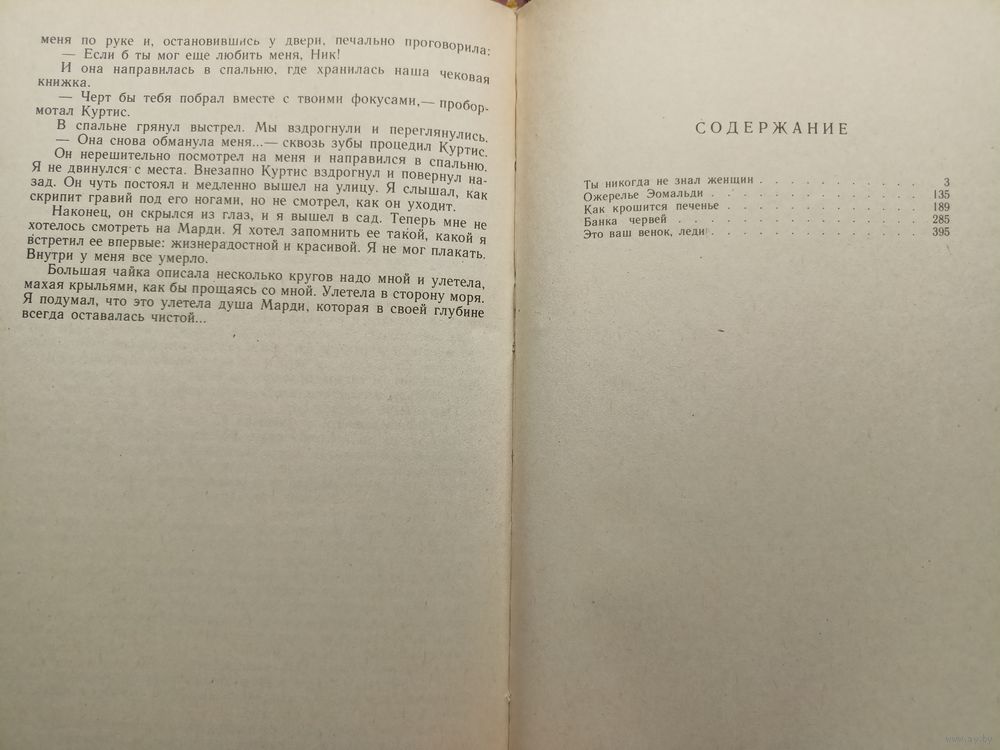 меня по руке и, остановившись у двери, печально проговорила:
— Если б ты мог еще любить меня, Ник!
И она направилась в спальню, где хранилась наша чековая
книжка.
— Черт бы тебя побрал вместе с твоими фокусами,— пробор-
мотал Куртис.
В спальне грянул выстрел. Мы вздрогнули и переглянулись.
— Она снова обманула меня...— сквозь зубы процедил Куртис.
Он нерешительно посмотрел на меня и направился в спальню.
Я не двинулся с места. Внезапно Куртис вздрогнул и повернул на-
зад. Он чуть постоял и медленно вышел на улицу. Я слышал, как
скрипит гравий под его ногами, но не смотрел, как он уходит.
Наконец, он скрылся из глаз, и я вышел в сад. Теперь мне не
хотелось смотреть на Марди. Я хотел запомнить ее такой, какой я
встретил ее впервые: жизнерадостной и красивой. Я не мог плакать.
Внутри у меня все умерло.
Большая чайка описала несколько кругов надо мной и улетела,
махая крыльями, как бы прощаясь со мной. Улетела в сторону моря.
Я подумал, что это улетела душа Марди, которая в своей глубине
всегда оставалась чистой...
СОДЕРЖАНИЕ
Ты никогда не знал женщин . . . . . . . . . . . 3
Ожерелье Эомальди . . . . . . . . . . . . . . 135
Как крошится печенье . . . . . . . . . . . . . 189
Банка червей . . . . . . . . . . . . . . . . 285
Это ваш венок, леди . . . . . . . . . . . . . . 395
www.ay.by